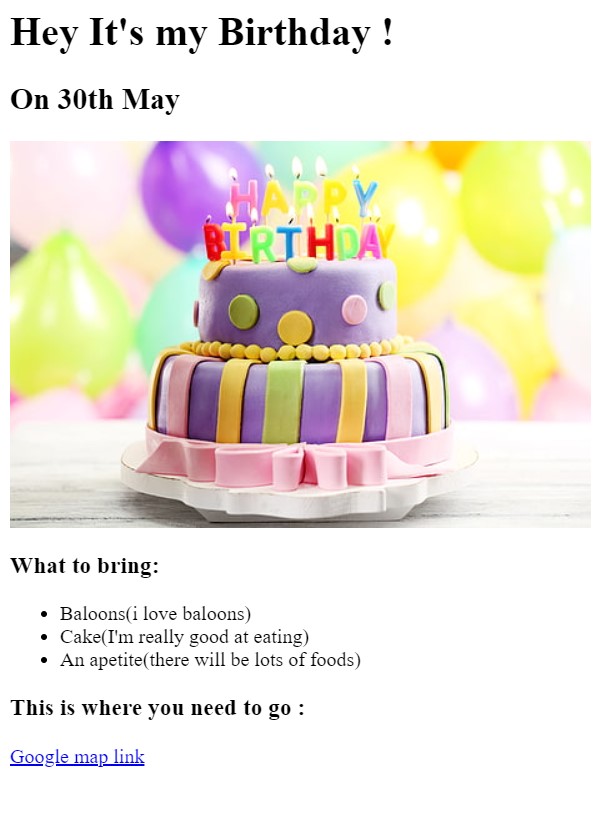 Hey It's my Birthday !
On 30th May
HAPPY
BIRTHDAY
What to bring:
Baloons(i love baloons)
Cake(I'm really good at eating)
An apetite(there will be lots of foods)
This is where you need to go :
Google map link